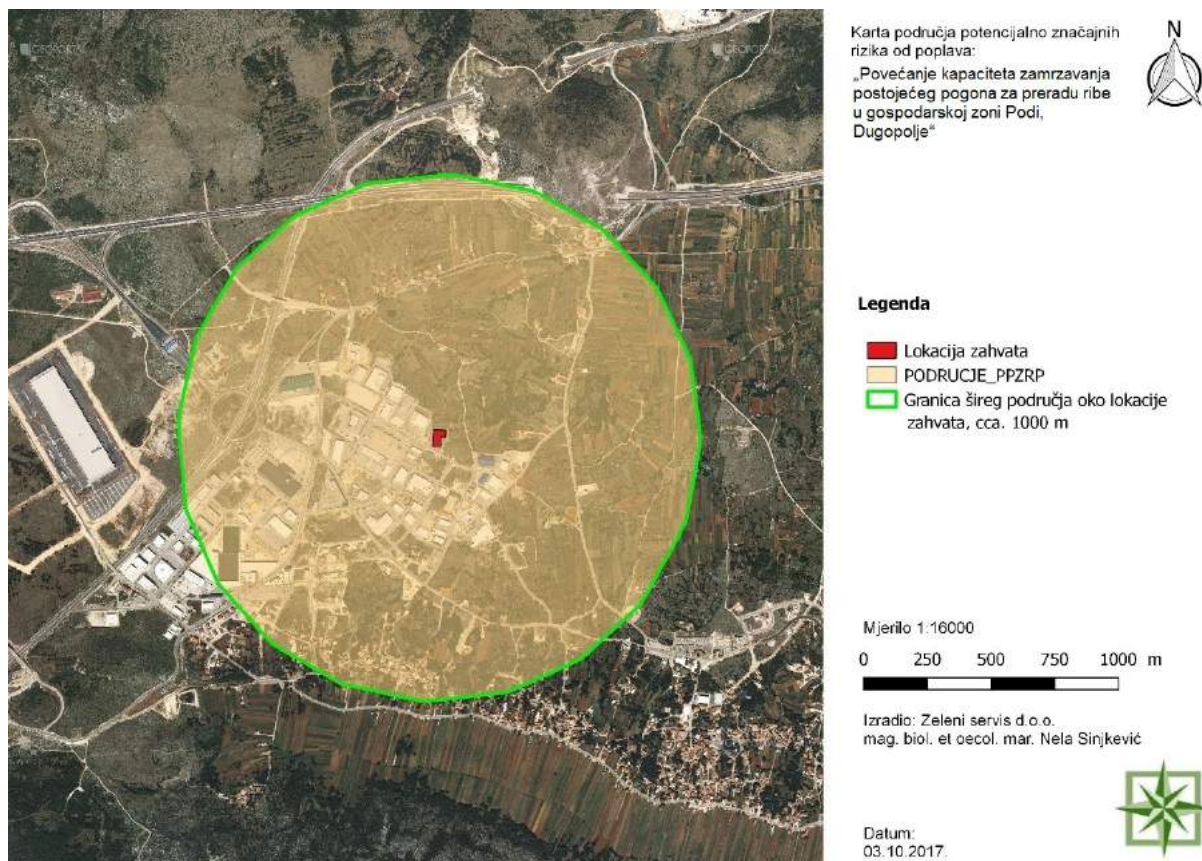 GEOPORTAL
GEOPORTAL
Karta područja potencijalno značajnih
rizika od poplava:
„Povećanje kapaciteta zamrzavanja
postojećeg pogona za preradu ribe
u gospodarskoj zoni Podi,
Dugopolje“
N
Legenda
Lokacija zahvata
PODRUCJE_PPZRP
Granica šireg područja oko lokacije
zahvata, cca. 1000 m
Mjerilo 1:16000
0 250 500 750 1000 m
Izradio: Zeleni servis d.o.o.
mag. biol. et oecol. mar. Nela Sinjkević
Datum:
03.10.2017.